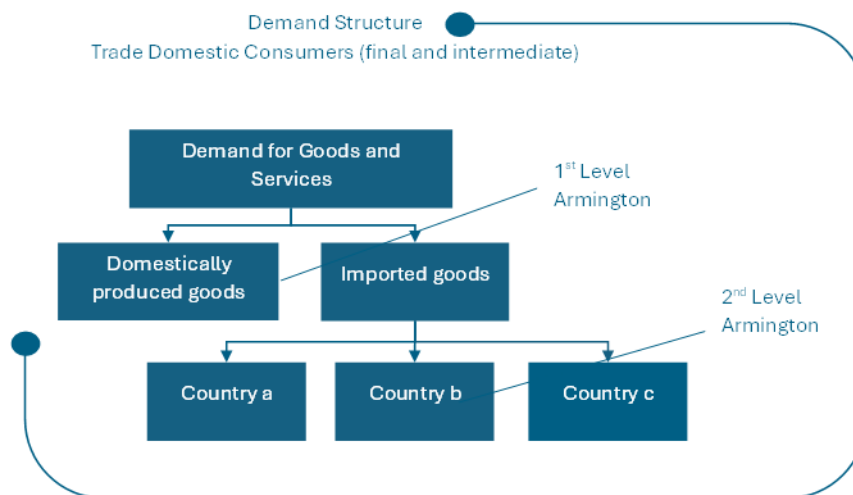 Demand Structure
Trade Domestic Consumers (final and intermediate)
Demand for Goods and
Services
1st Level
Armington
Domestically
produced goods
Imported goods
2nd Level
Armington
Country a
Country b
Country c